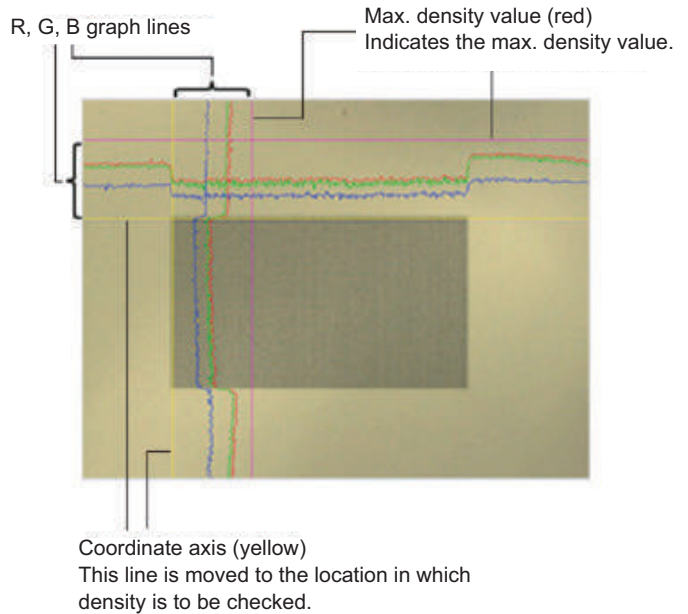 R, G, B graph lines
Max. density value (red)
Indicates the max. density value.
Coordinate axis (yellow)
This line is moved to the location in which
density is to be checked.